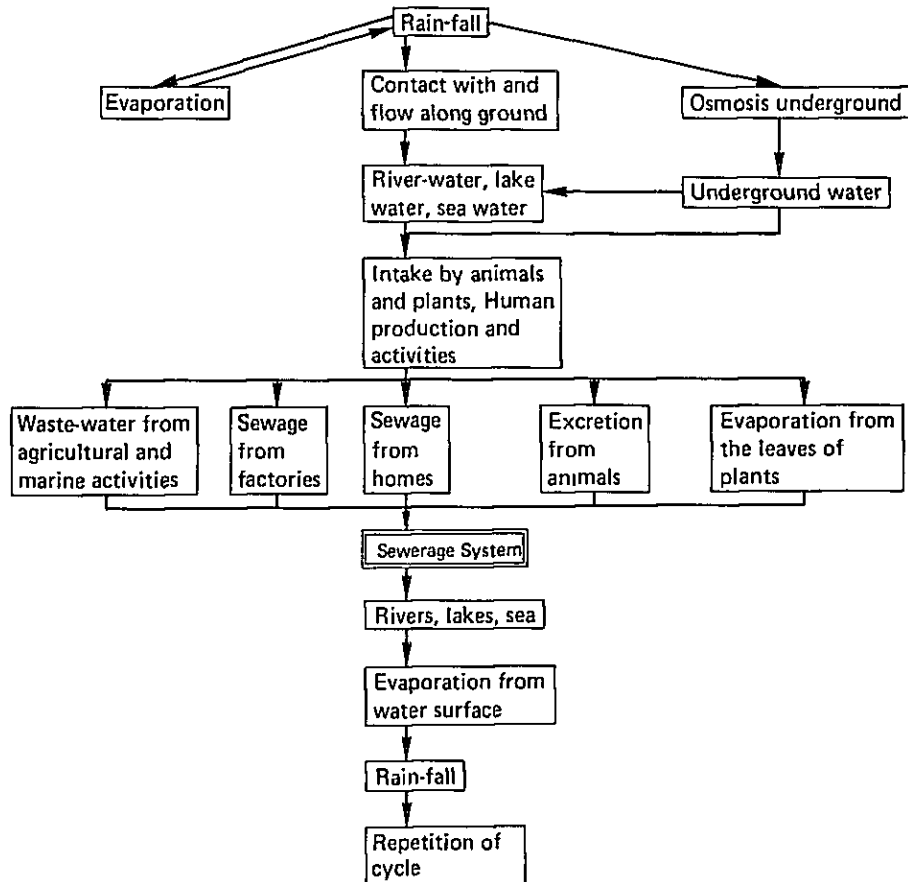 Rain-fall
Evaporation
Contact with and
flow along ground
Osmosis underground
River-water, lake
water, sea water
Underground water
Intake by animals
and plants, Human
production and
activities
Waste-water from
agricultural and
marine activities
Sewage
from
factories
Sewage
from
homes
Excretion
from
animals
Evaporation from
the leaves of
plants
Sewerage System
Rivers, lakes, sea
Evaporation from
water surface
Rain-fall
Repetition of
cycle